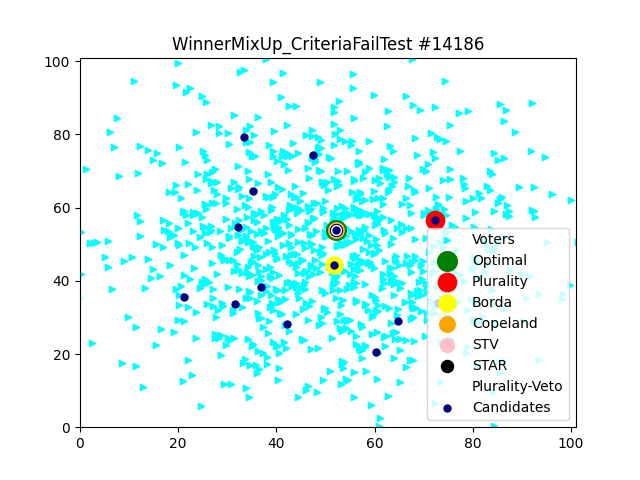 WinnerMixUp_CriteriaFailTest #14186
100
80
60
40
20
0
0
20
40
60
80
100
Voters
Optimal
Plurality
Borda
Copeland
STV
STAR
Plurality-Veto
Candidates